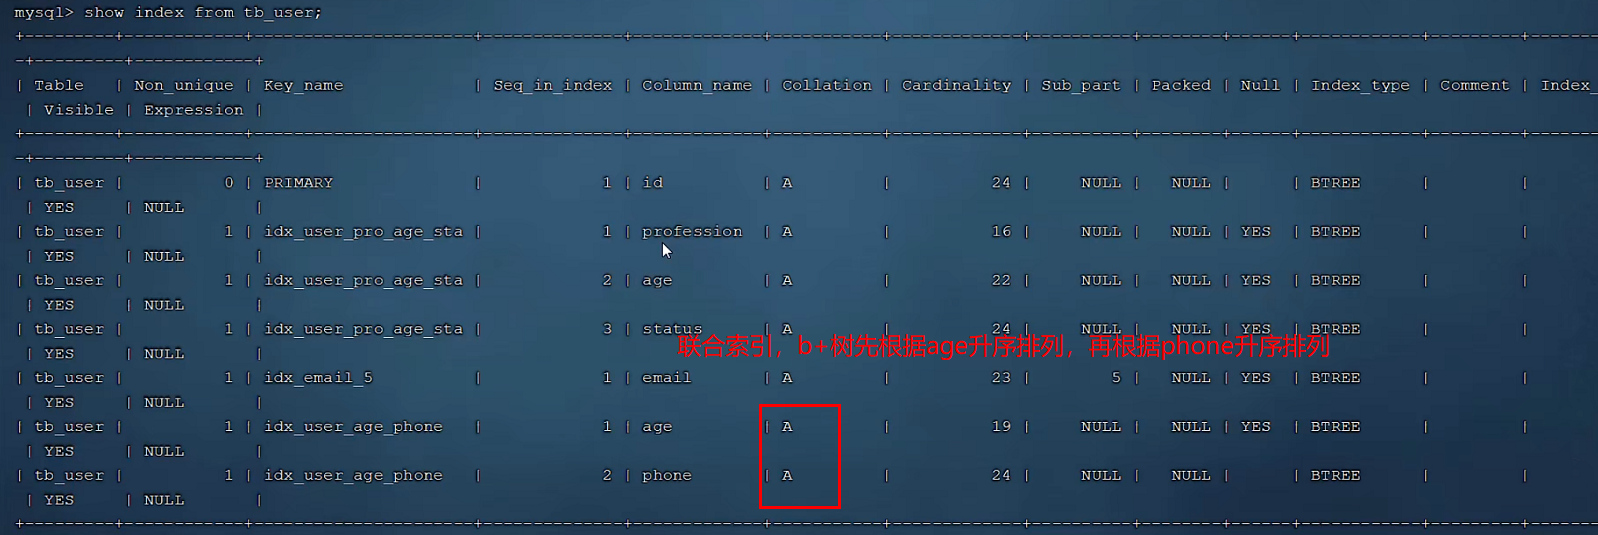 mysql> show index from tb_user;
+---------+------------+----------------------+--------------+-------------+-----------+-------------+----------+--------+------+------------+---------+-------
-+---------+------------+
| Table   | Non_unique | Key_name             | Seq_in_index | Column_name | Collation | Cardinality | Sub_part | Packed | Null | Index_type | Comment | Index_
 | Visible | Expression |
+---------+------------+----------------------+--------------+-------------+-----------+-------------+----------+--------+------+------------+---------+-------
-+---------+------------+
| tb_user |          0 | PRIMARY              |            1 | id          | A         |          24 |     NULL |   NULL |      | BTREE      |         |
 | YES     | NULL       |
| tb_user |          1 | idx_user_pro_age_sta |            1 | profession  | A         |          16 |     NULL |   NULL | YES  | BTREE      |         |
 | YES     | NULL       |
| tb_user |          1 | idx_user_pro_age_sta |            2 | age         | A         |          22 |     NULL |   NULL | YES  | BTREE      |         |
 | YES     | NULL       |
| tb_user |          1 | idx_user_pro_age_sta |            3 | status      | A         |          24 |     NULL |   NULL | YES  | BTREE      |         |
联合索引，b+树先根据age升序排列，再根据phone升序排列
 | YES     | NULL       |
| tb_user |          1 | idx_email_5          |            1 | email       | A         |          23 |        5 |   NULL | YES  | BTREE      |         |
 | YES     | NULL       |
| tb_user |          1 | idx_user_age_phone   |            1 | age         | A         |          19 |     NULL |   NULL | YES  | BTREE      |         |
 | YES     | NULL       |
| tb_user |          1 | idx_user_age_phone   |            2 | phone       | A         |          24 |     NULL |   NULL |      | BTREE      |         |
 | YES     | NULL       |
+---------+------------+----------------------+--------------+-------------+-----------+-------------+----------+--------+------+------------+---------+-------